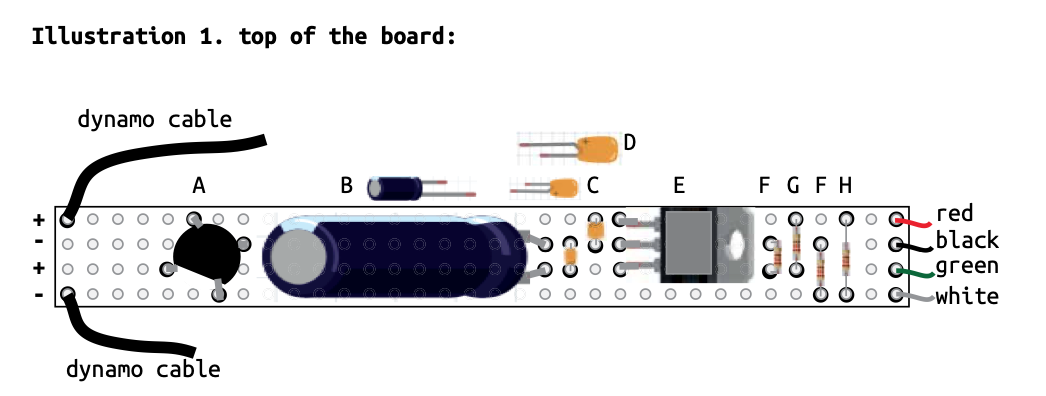 Illustration 1. top of the board:
dynamo cable
D
A B C E F G F H
+ red
- black
+ green
- white
dynamo cable